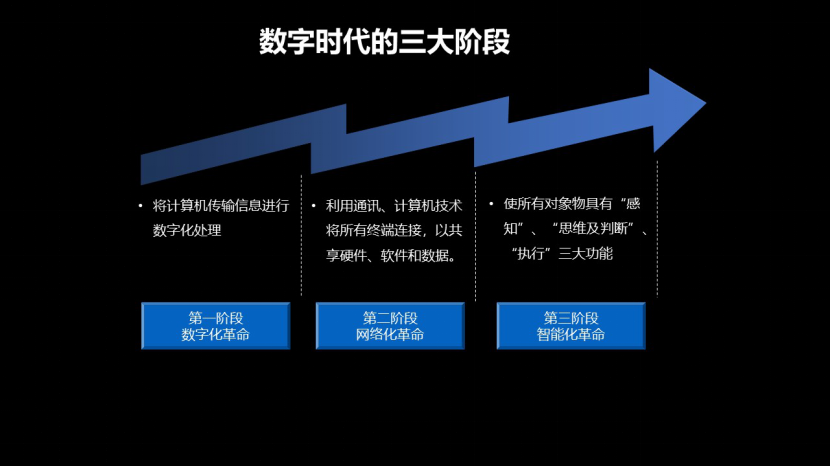 数字时代的三大阶段
• 将计算机传输信息进行
数字化处理
• 利用通讯、计算机技术
将所有终端连接，以共
享硬件、软件和数据。
• 使所有对象物具有“感
知”、“思维及判断”、
“执行”三大功能
第一阶段
数字化革命
第二阶段
网络化革命
第三阶段
智能化革命